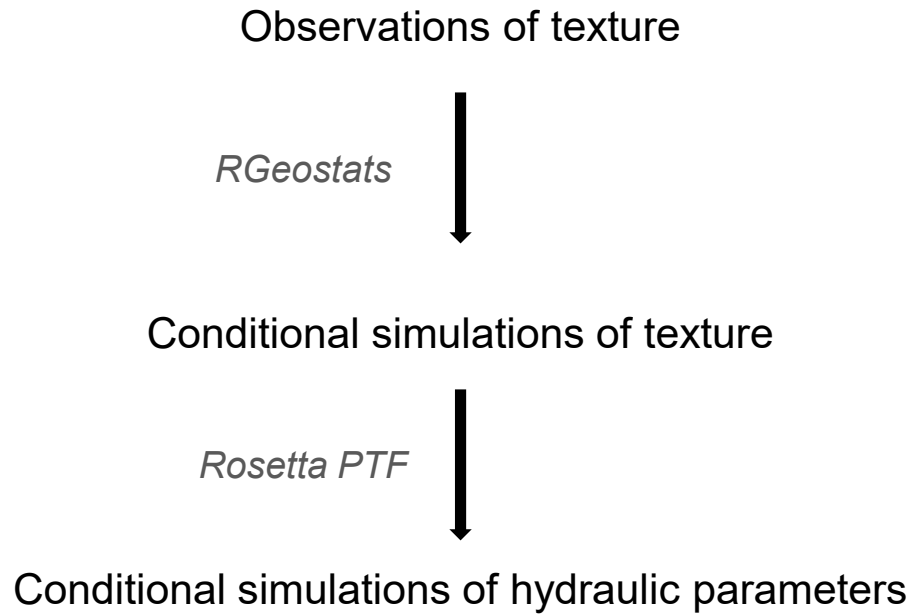 Observations of texture
RGeostats
Conditional simulations of texture
Rosetta PTF
Conditional simulations of hydraulic parameters